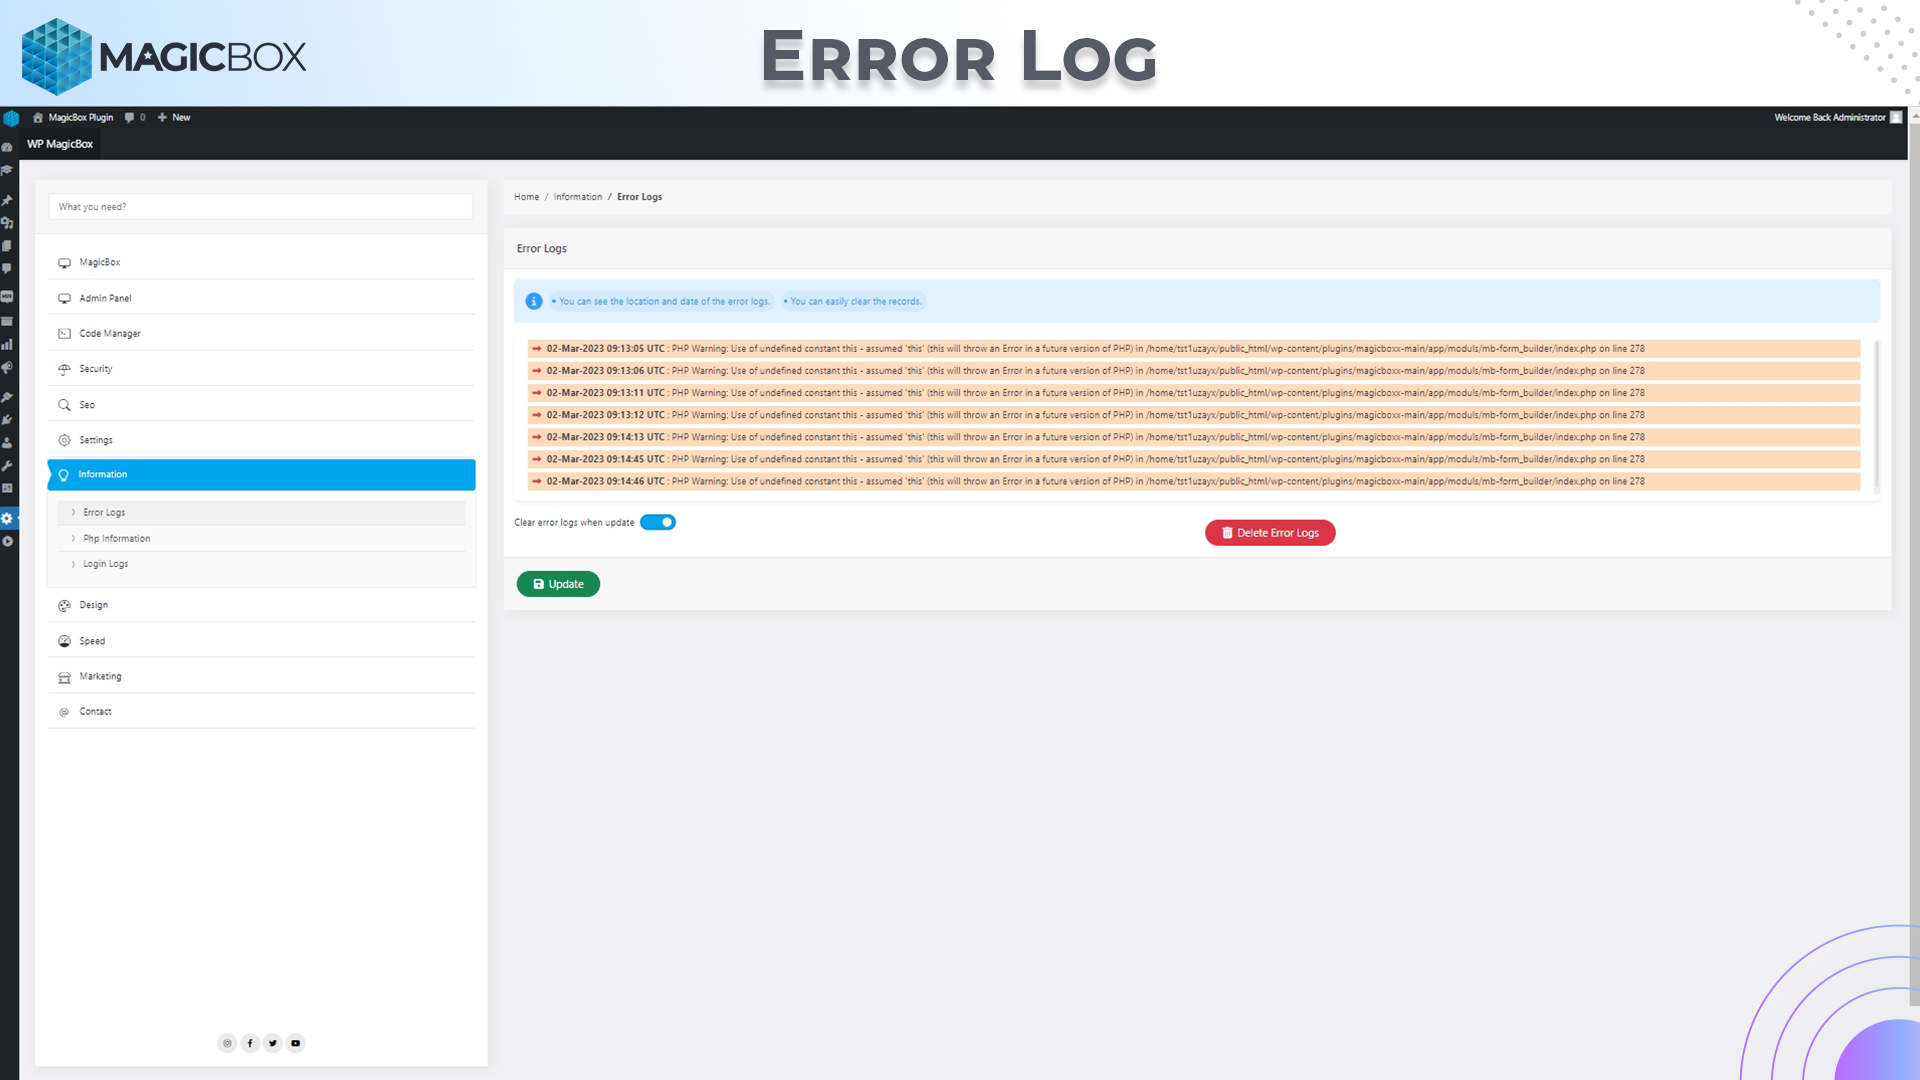 MAGICBOX
ERROR LOG
MagicBox Plugin 0 New
Welcome Back Administrator
WP MagicBox
What you need?
MagicBox
Admin Panel
Code Manager
Security
Seo
Settings
Information
Error Logs
Php Information
Login Logs
Design
Speed
Marketing
Contact
Home / Information / Error Logs
Error Logs
• You can see the location and date of the error logs. • You can easily clear the records.
02-Mar-2023 09:13:05 UTC : PHP Warning: Use of undefined constant this - assumed 'this' (this will throw an Error in a future version of PHP) in /home/tst1uzayx/public_html/wp-content/plugins/magicboxx-main/app/moduls/mb-form_builder/index.php on line 278
02-Mar-2023 09:13:06 UTC : PHP Warning: Use of undefined constant this - assumed 'this' (this will throw an Error in a future version of PHP) in /home/tst1uzayx/public_html/wp-content/plugins/magicboxx-main/app/moduls/mb-form_builder/index.php on line 278
02-Mar-2023 09:13:11 UTC : PHP Warning: Use of undefined constant this - assumed 'this' (this will throw an Error in a future version of PHP) in /home/tst1uzayx/public_html/wp-content/plugins/magicboxx-main/app/moduls/mb-form_builder/index.php on line 278
02-Mar-2023 09:13:12 UTC : PHP Warning: Use of undefined constant this - assumed 'this' (this will throw an Error in a future version of PHP) in /home/tst1uzayx/public_html/wp-content/plugins/magicboxx-main/app/moduls/mb-form_builder/index.php on line 278
02-Mar-2023 09:14:13 UTC : PHP Warning: Use of undefined constant this - assumed 'this' (this will throw an Error in a future version of PHP) in /home/tst1uzayx/public_html/wp-content/plugins/magicboxx-main/app/moduls/mb-form_builder/index.php on line 278
02-Mar-2023 09:14:45 UTC : PHP Warning: Use of undefined constant this - assumed 'this' (this will throw an Error in a future version of PHP) in /home/tst1uzayx/public_html/wp-content/plugins/magicboxx-main/app/moduls/mb-form_builder/index.php on line 278
02-Mar-2023 09:14:46 UTC : PHP Warning: Use of undefined constant this - assumed 'this' (this will throw an Error in a future version of PHP) in /home/tst1uzayx/public_html/wp-content/plugins/magicboxx-main/app/moduls/mb-form_builder/index.php on line 278
Clear error logs when update
Delete Error Logs
Update